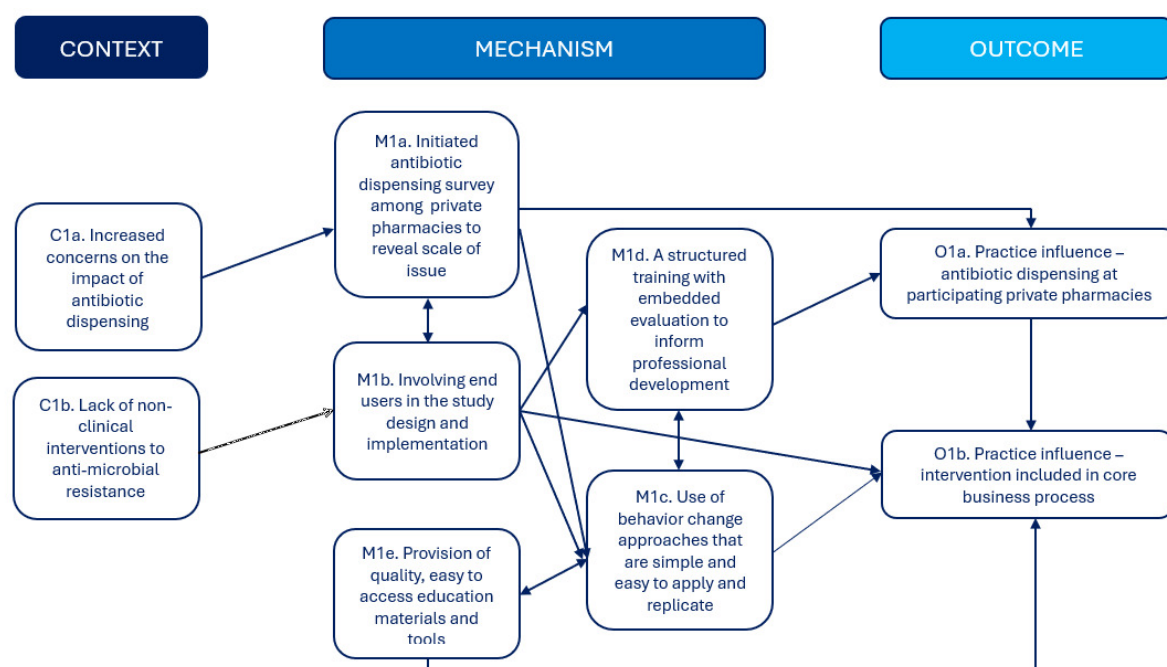 CONTEXT
MECHANISM
OUTCOME
M1a. Initiated
antibiotic
dispensing survey
among private
pharmacies to
reveal scale of
issue
C1a. Increased
concerns on the
impact of
antibiotic
dispensing
M1d. A structured
training with
embedded
evaluation to
inform
professional
development
O1a. Practice influence –
antibiotic dispensing at
participating private pharmacies
C1b. Lack of non-
clinical interventions to
anti-microbial
resistance
M1b. Involving end
users in the study
design and
implementation
O1b. Practice influence –
intervention included in core
business process
M1e. Provision of
quality, easy to
access education
materials and
tools
M1c. Use of
behavior change
approaches that
are simple and
easy to apply and
replicate